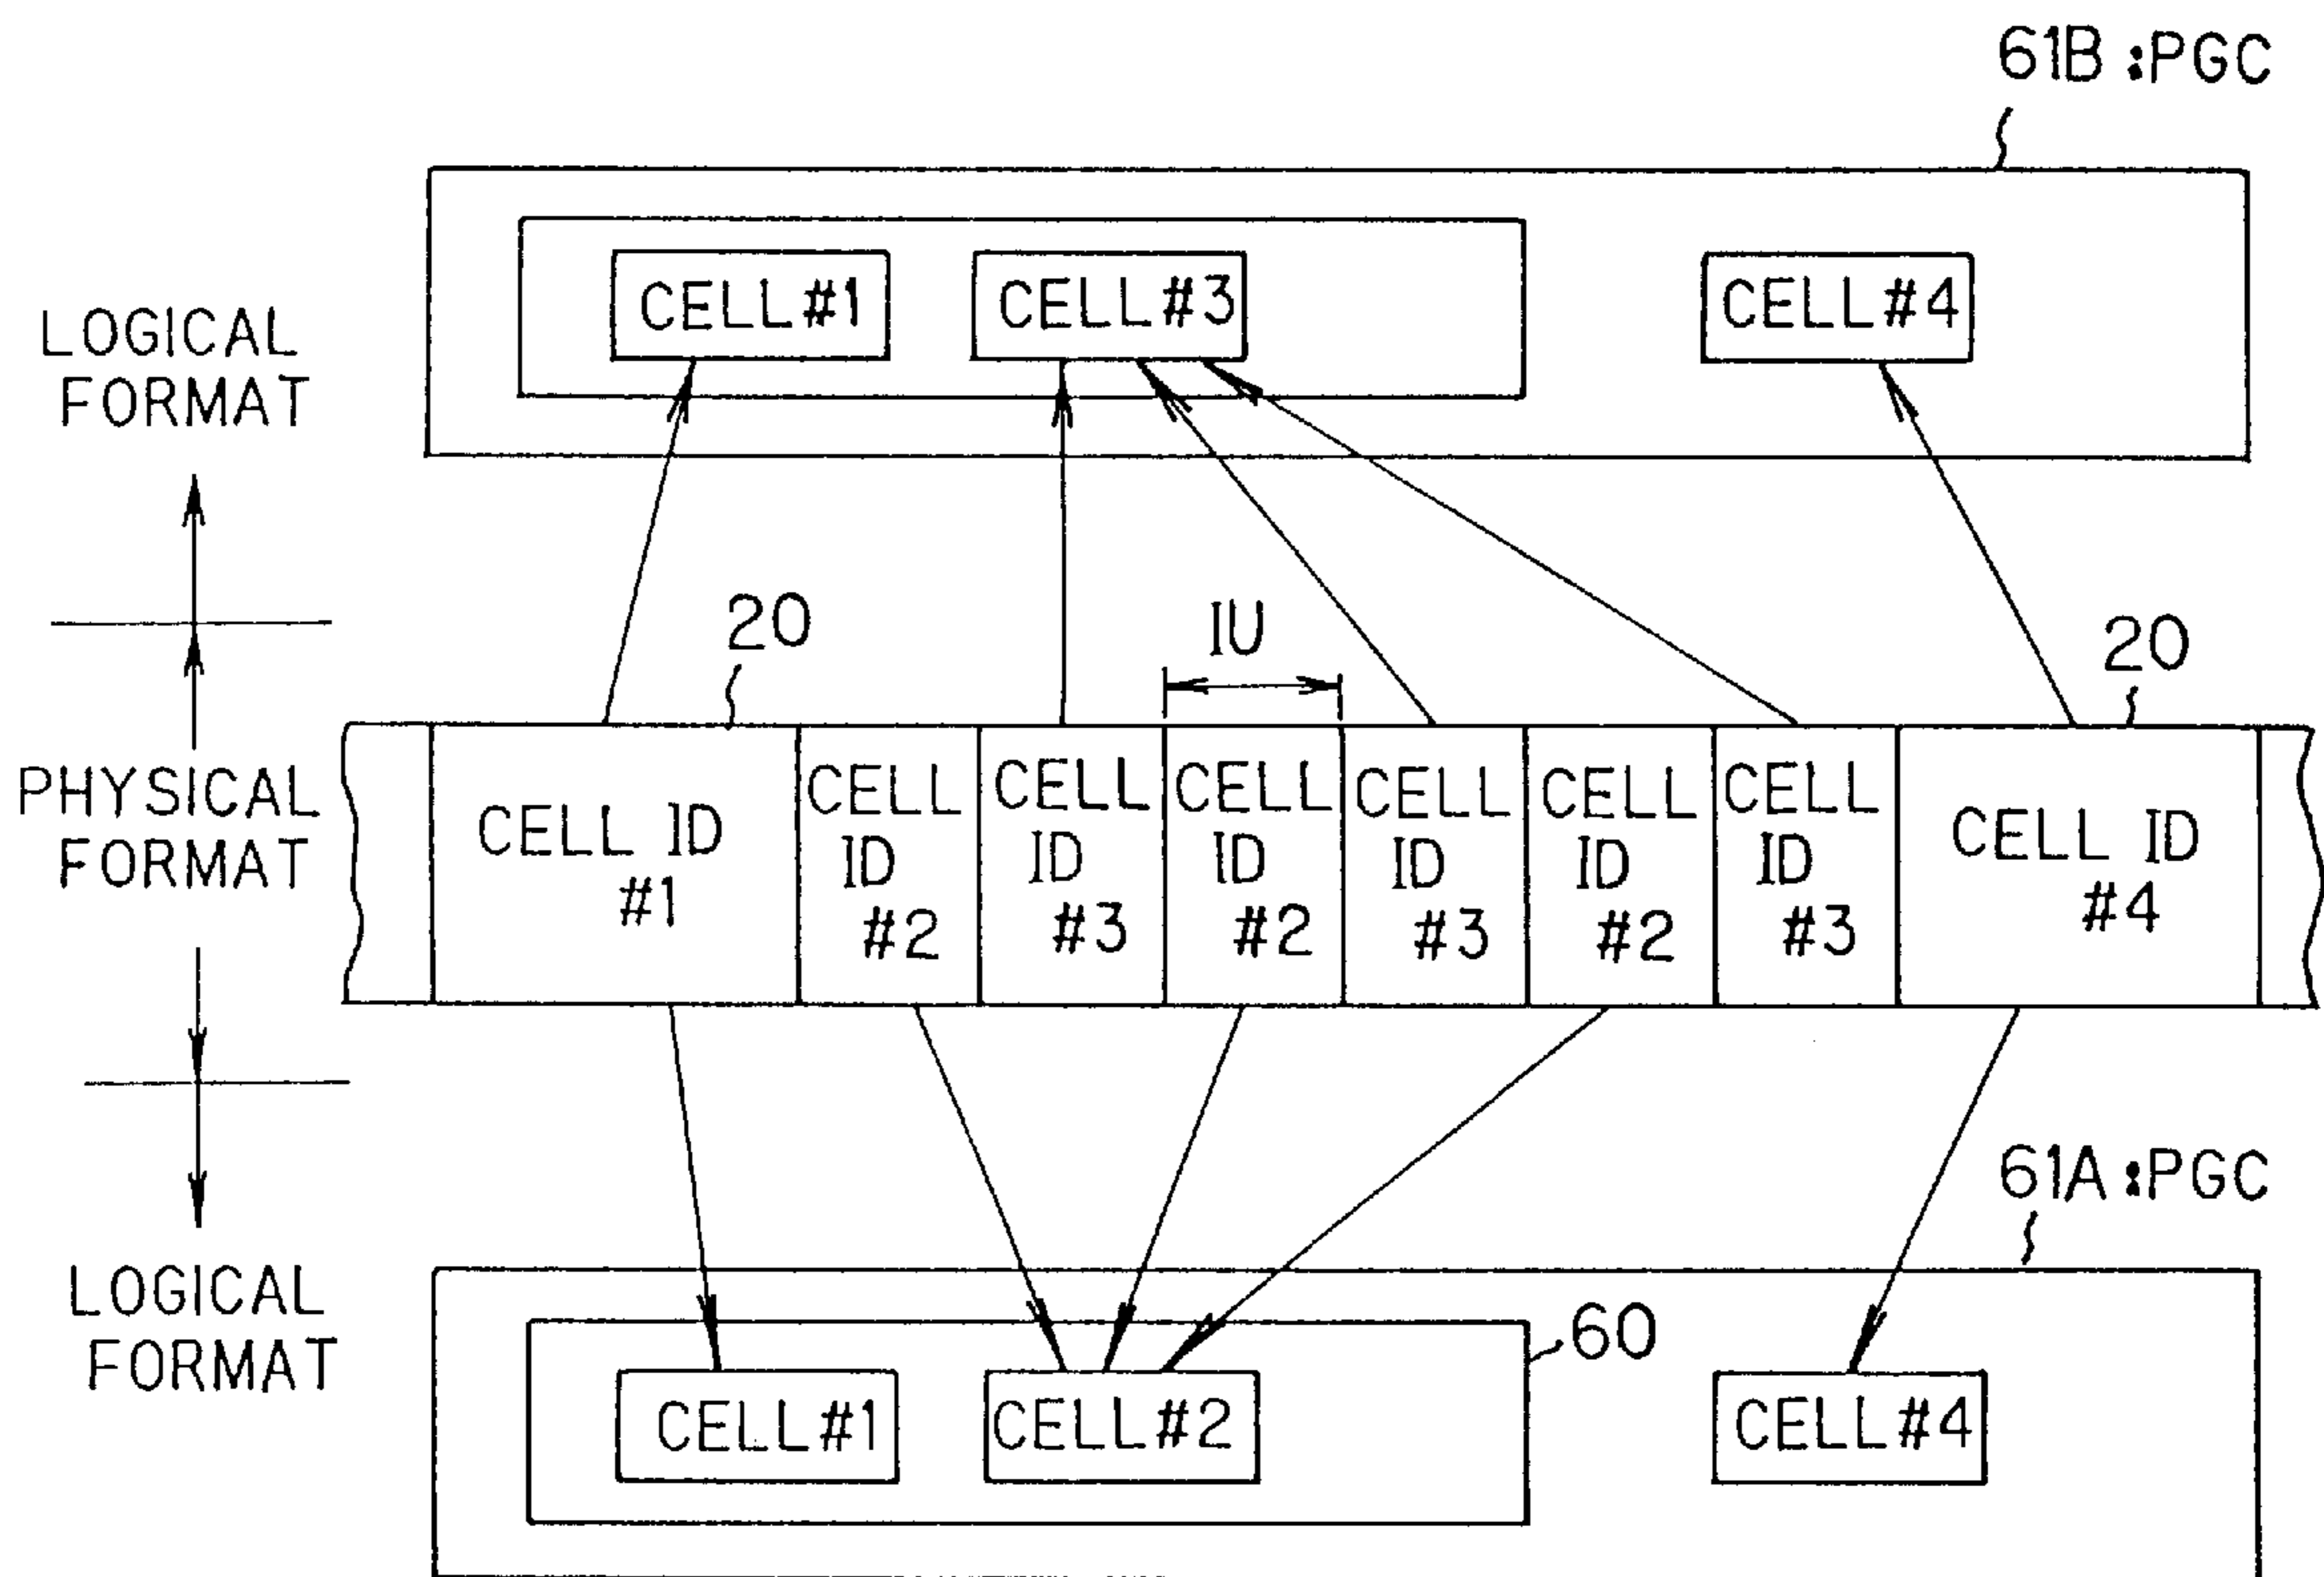 61B :PGC
CELL #1
CELL #3
CELL #4
LOGICAL
FORMAT
20
IU
20
PHYSICAL
FORMAT
CELL ID
#1
CELL
ID
#2
CELL
ID
#3
CELL
ID
#2
CELL
ID
#3
CELL
ID
#2
CELL
ID
#3
CELL ID
#4
61A :PGC
LOGICAL
FORMAT
60
CELL #1
CELL #2
CELL #4